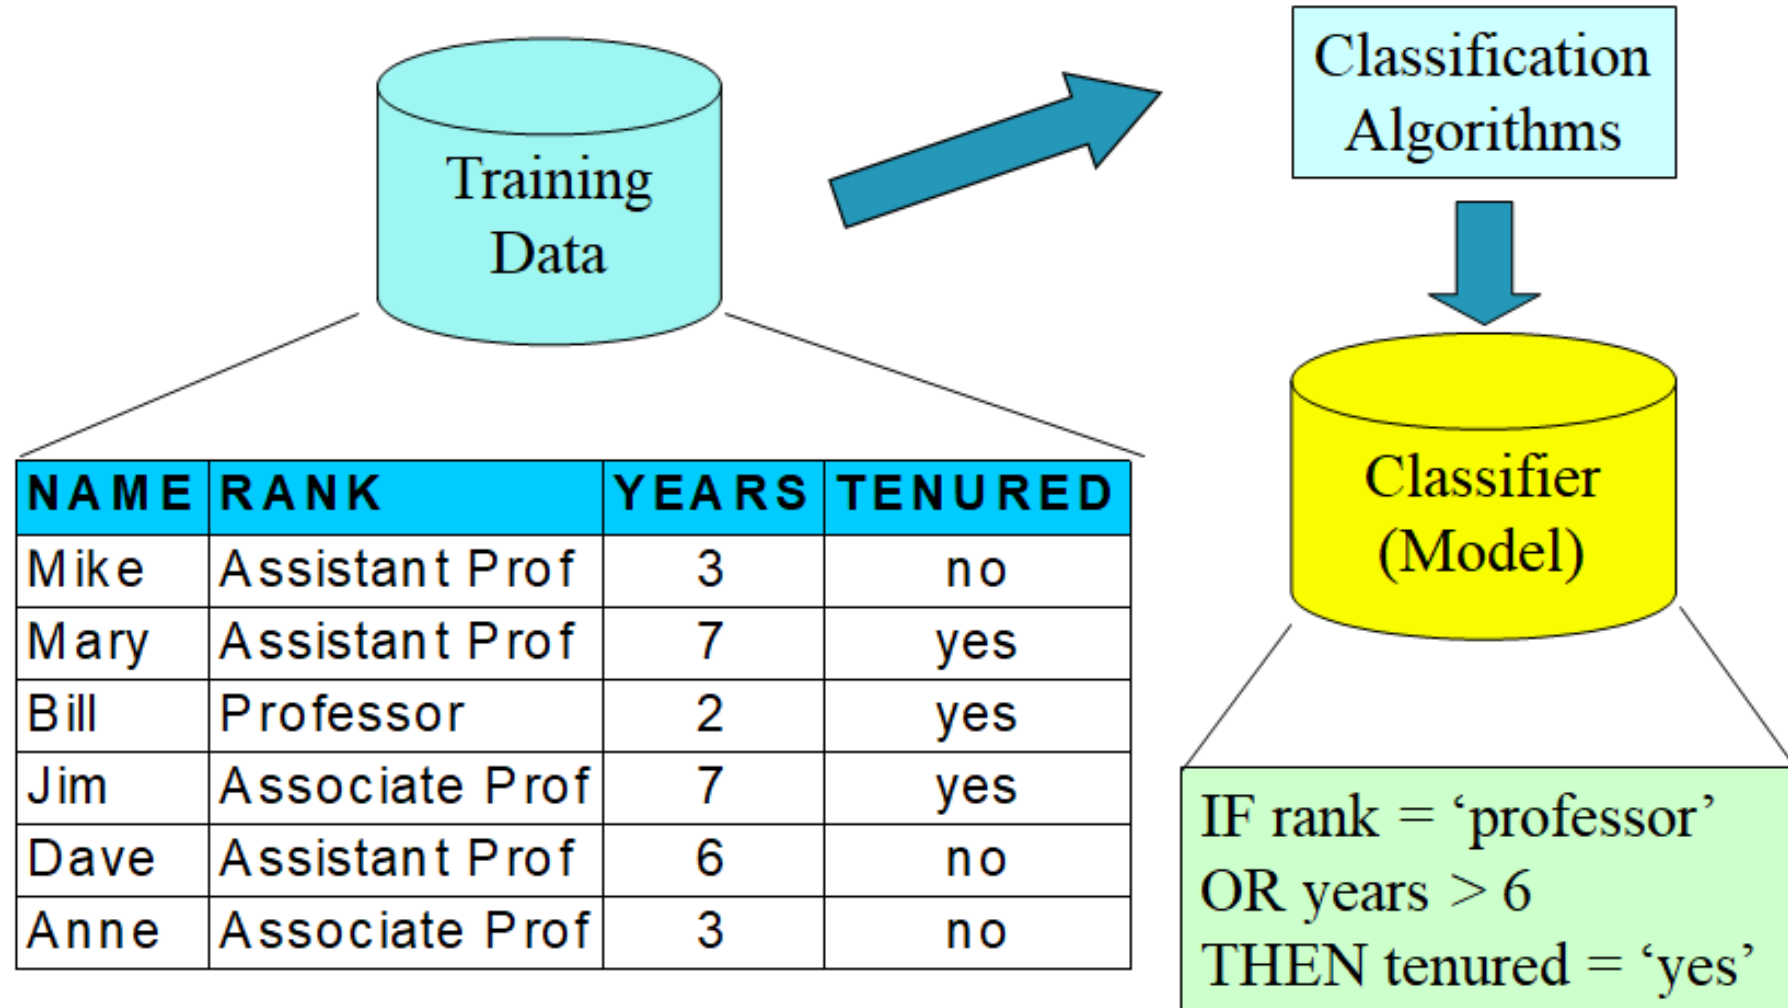 Training
Data
Classification
Algorithms
NAME RANK YEARS TENURED
Mike Assistant Prof 3 no
Mary Assistant Prof 7 yes
Bill Professor 2 yes
Jim Associate Prof 7 yes
Dave Assistant Prof 6 no
Anne Associate Prof 3 no
Classifier
(Model)
IF rank = ‘professor’
OR years > 6
THEN tenured = ‘yes’